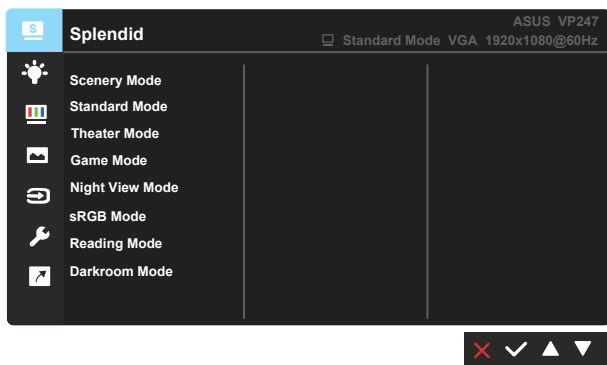 S
Splendid
ASUS VP247
Standard Mode VGA 1920x1080@60Hz
Scenery Mode
Standard Mode
Theater Mode
Game Mode
Night View Mode
sRGB Mode
Reading Mode
Darkroom Mode